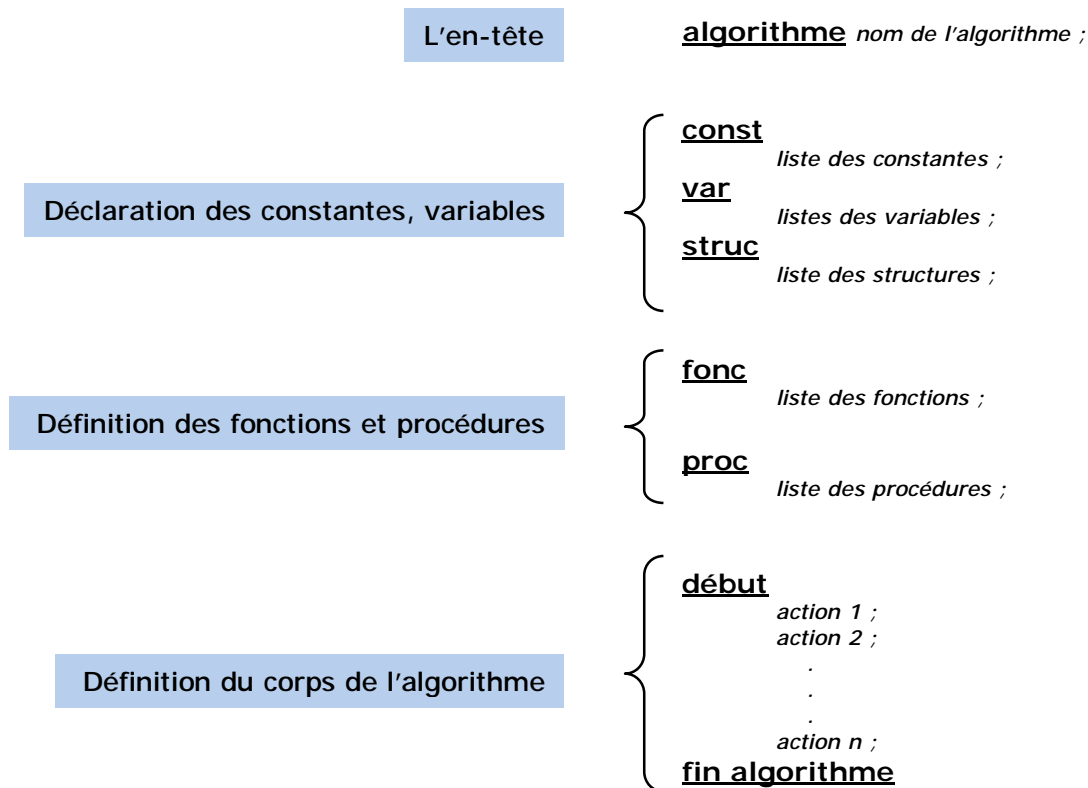 L'en-tête algorithme nom de l'algorithme ;
const
liste des constantes ;
Déclaration des constantes, variables
var
listes des variables ;
struc
liste des structures ;
fonc
liste des fonctions ;
Définition des fonctions et procédures
proc
liste des procédures ;
début
action 1 ;
action 2 ;
.
Définition du corps de l'algorithme
.
.
action n ;
fin algorithme